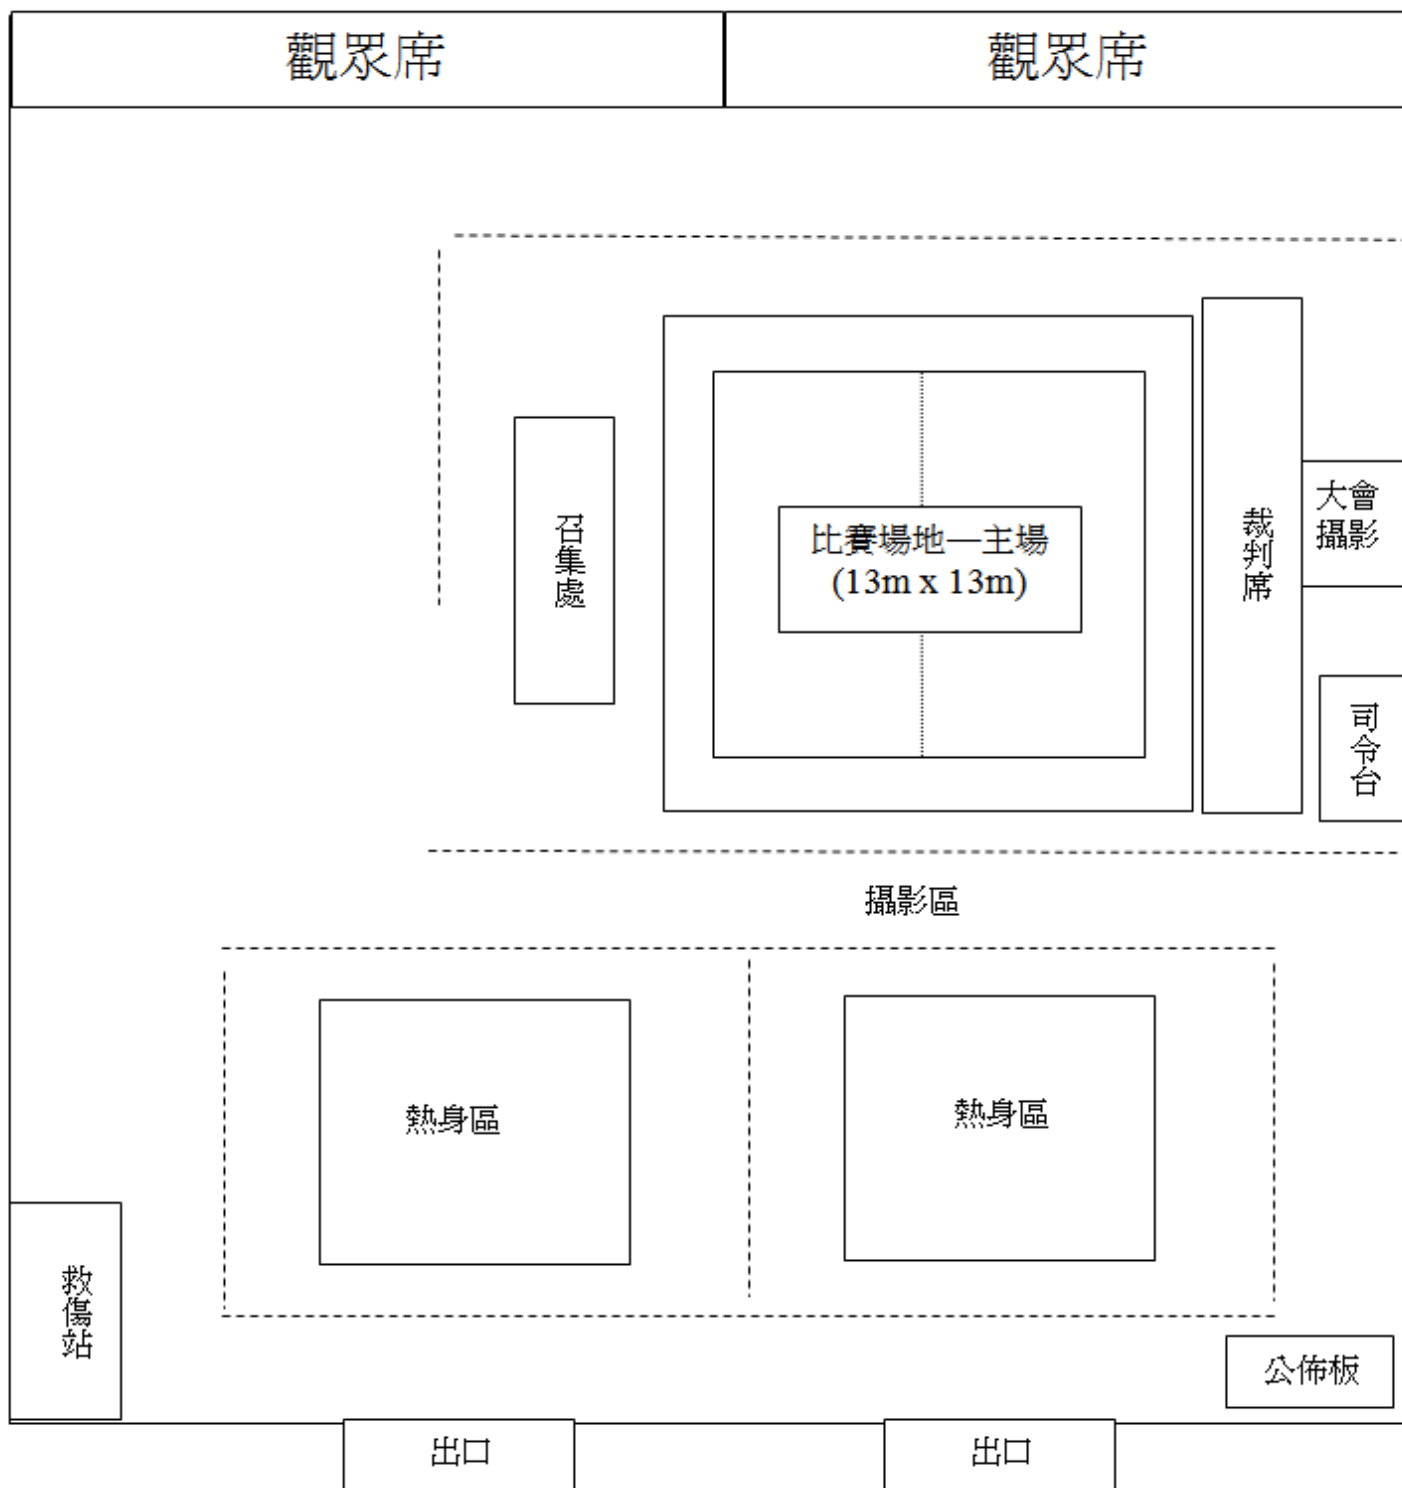 觀眾席
觀眾席
召集處
比賽場地—主場
(13m x 13m)
裁判席
大會
攝影
司令台
攝影區
熱身區
熱身區
救傷站
公佈板
出口
出口